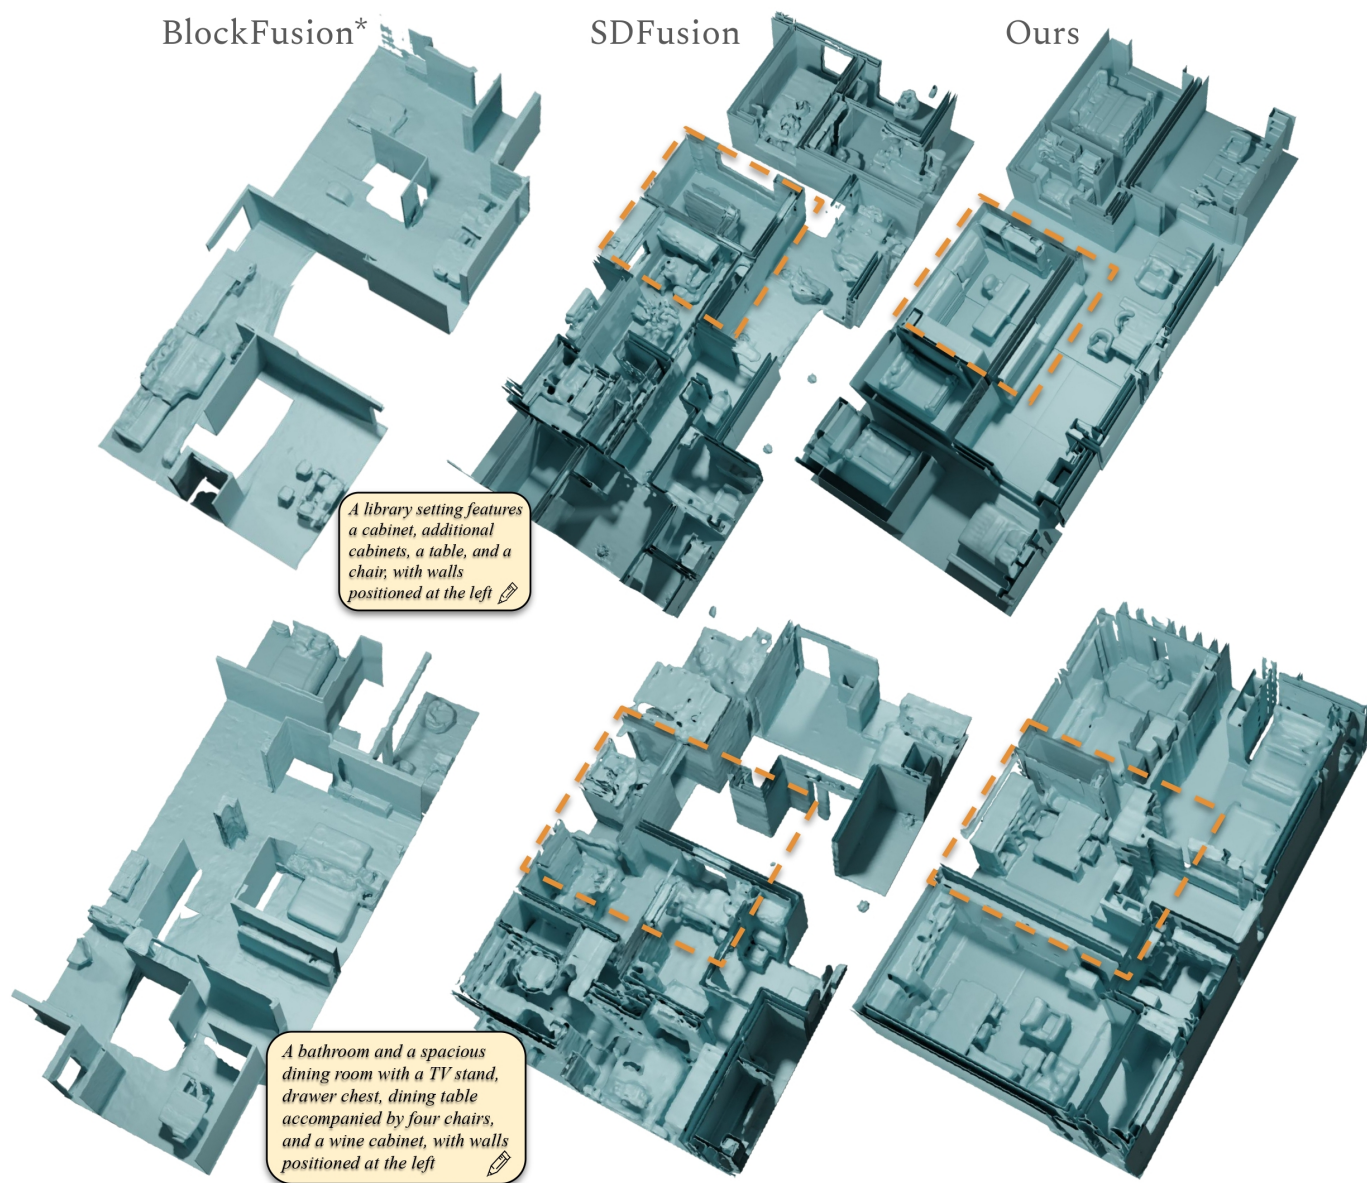 BlockFusion* SDFusion Ours
A library setting features
a cabinet, additional
cabinets, a table, and a
chair, with walls
positioned at the left
A bathroom and a spacious
dining room with a TV stand,
drawer chest, dining table
accompanied by four chairs,
and a wine cabinet, with walls
positioned at the left